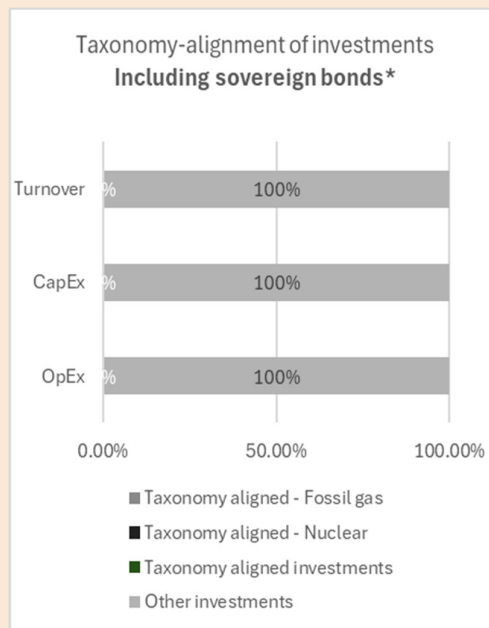 Taxonomy-alignment of investments
Including sovereign bonds*
Turnover % 100%
CapEx % 100%
OpEx % 100%
0.00% 50.00% 100.00%
Taxonomy aligned - Fossil gas
Taxonomy aligned - Nuclear
Taxonomy aligned investments
Other investments